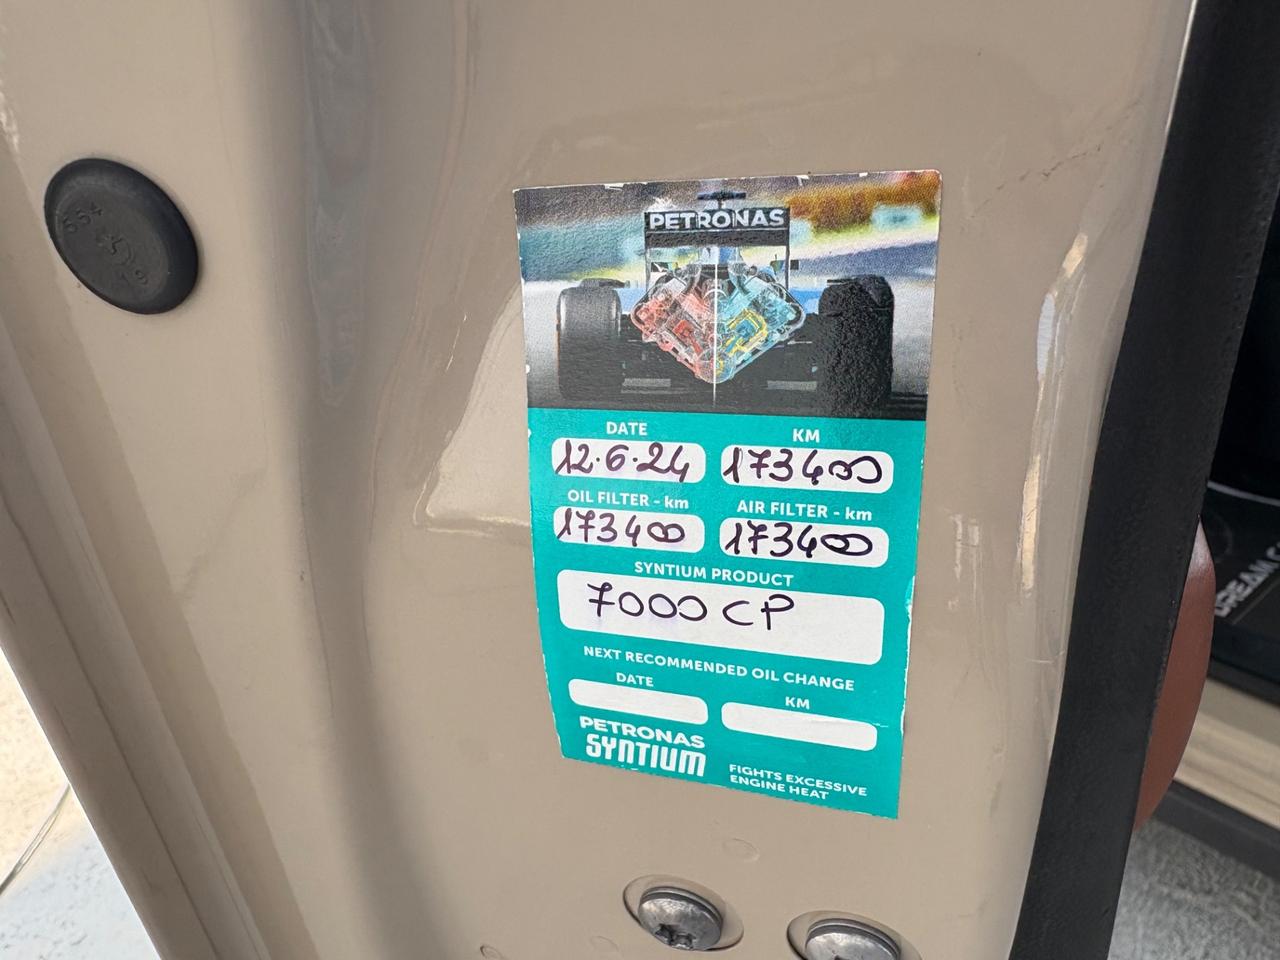 PETRONAS
DATE KM
12.6.24 173400
OIL FILTER - km AIR FILTER - km
173400 173400
SYNTIUM PRODUCT
7000 CP
NEXT RECOMMENDED OIL CHANGE
DATE KM
PETRONAS
SYNTIUM
FIGHTS EXCESSIVE
ENGINE HEAT